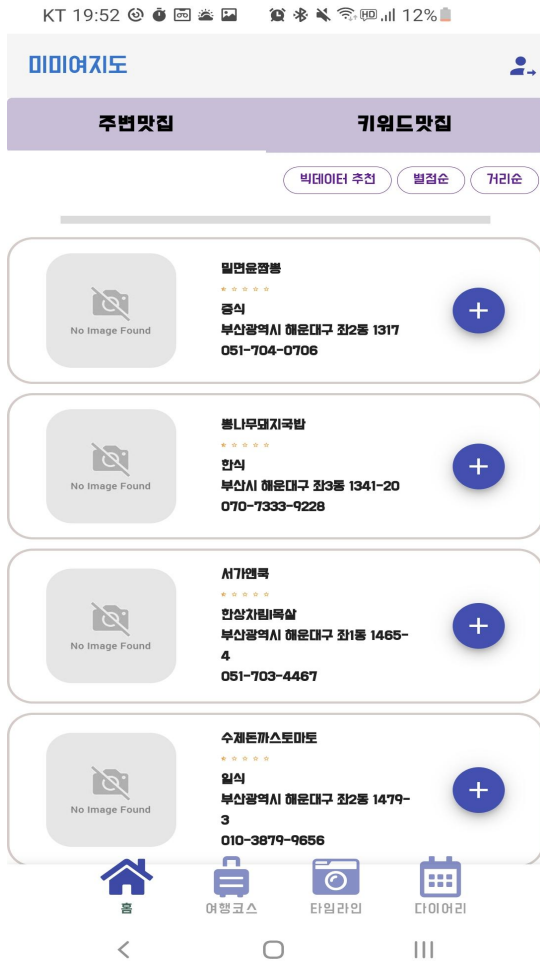 KT 19:52 12%
미미여지도
주변맛집 키워드맛집
빅데이터 추천 별점순 거리순
No Image Found
밀면윤짬뽕
중식
부산광역시 해운대구 좌2동 1317
051-704-0706
No Image Found
뽕나무돼지국밥
한식
부산시 해운대구 좌3동 1341-20
070-7333-9228
No Image Found
서가앤쿡
한상차림|목살
부산광역시 해운대구 좌1동 1465-
4
051-703-4467
No Image Found
수제돈까스토마토
일식
부산광역시 해운대구 좌2동 1479-
3
010-3879-9656
홈 여행코스 타임라인 다이어리